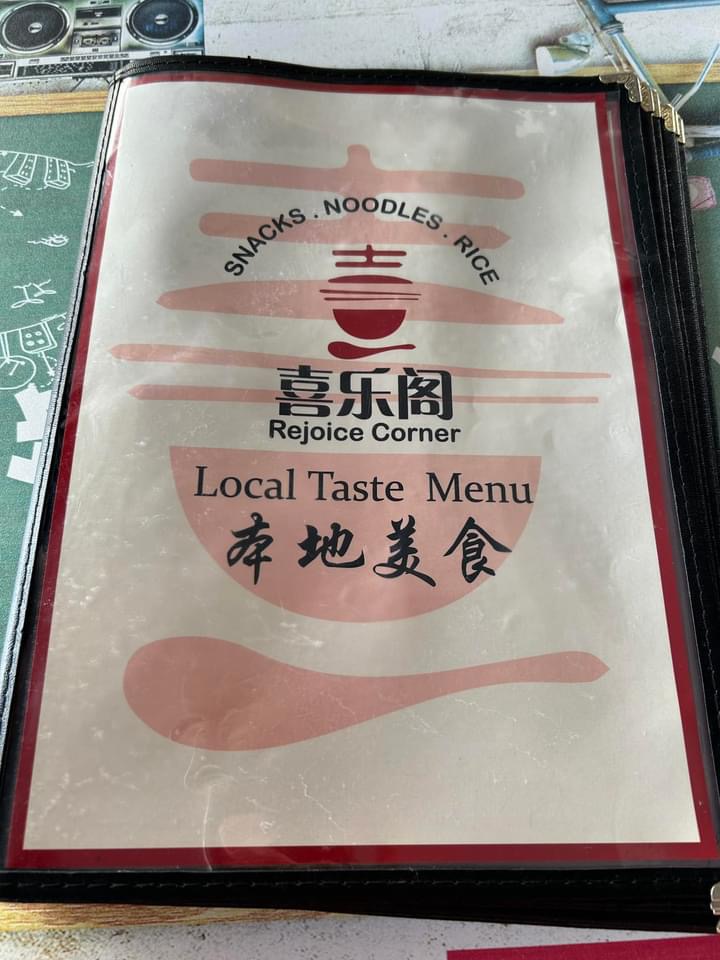 SNACKS . NOODLES . RICE
喜乐阁
Rejoice Corner
Local Taste Menu
本地美食